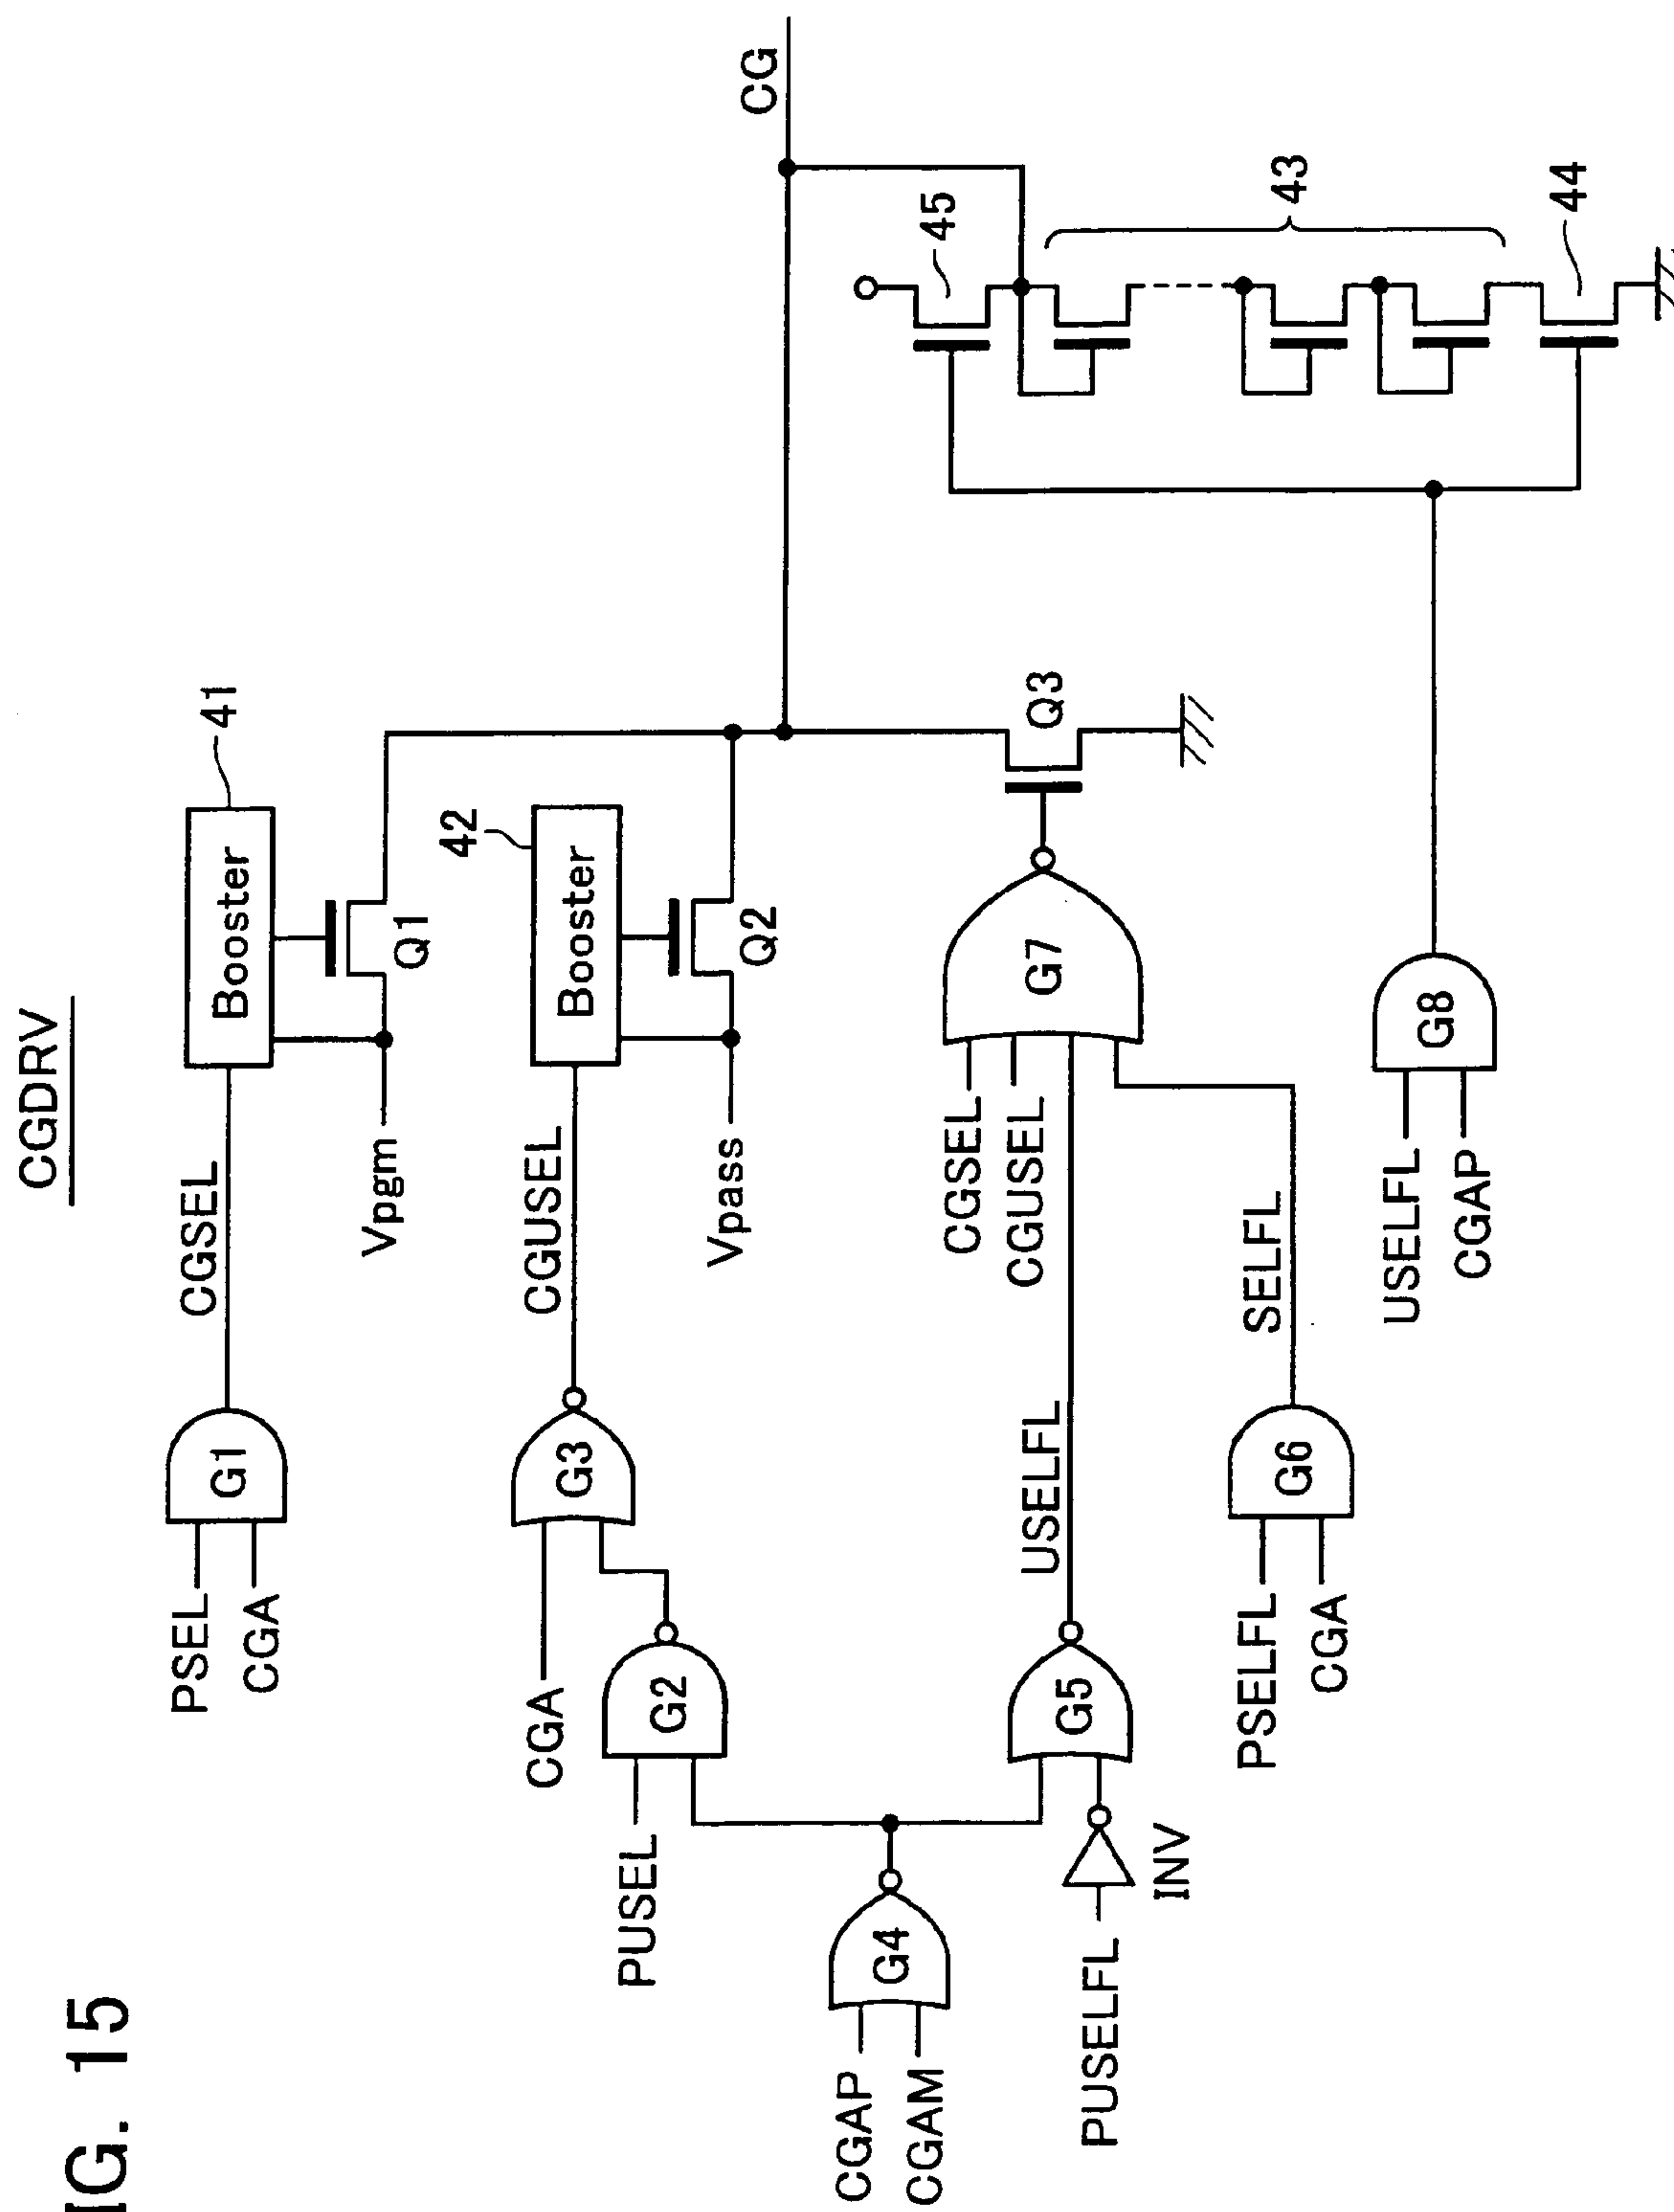 FIG. 15
CGDRV
PSEL
CGA
G1
CGSEL
Booster
41
Vpgm
Q1
CGA
PUSEL
G2
G3
CGUSEL
Booster
42
Vpass
Q2
CG
CGAP
CGAM
G4
PUSELFL
INV
G5
USELFL
CGSEL
CGUSEL
G7
Q3
PSELFL
CGA
G6
SELFL
USELFL
CGAP
G8
45
43
44